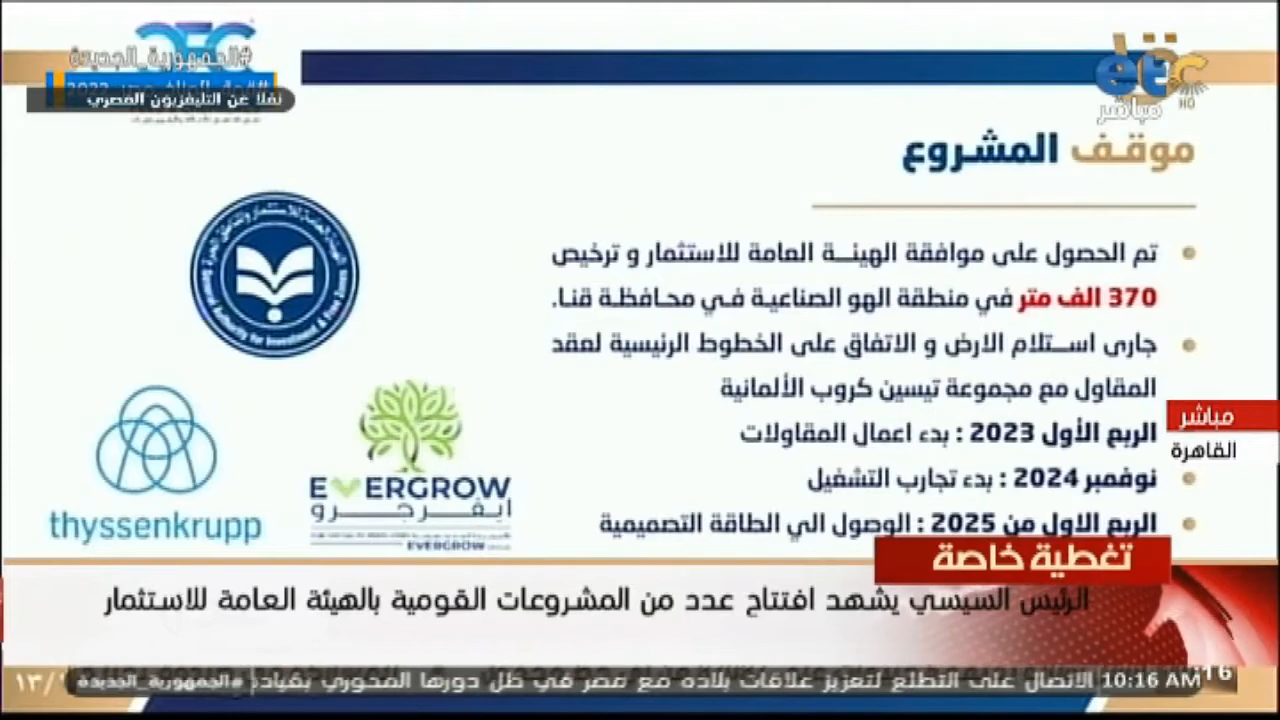 #الجمهورية_الجديدة
نقلا عن التليفزيون المصري
etc
مباشر
HD
موقف المشروع
تم الحصول على موافقة الهيئة العامة للاستثمار و ترخيص
370 الف متر في منطقة الهو الصناعية في محافظة قنا.
جارى استلام الارض و الاتفاق على الخطوط الرئيسية لعقد
المقاول مع مجموعة تيسين كروب الألمانية
الربع الأول 2023 : بدء اعمال المقاولات
نوفمبر 2024 : بدء تجارب التشغيل
الربع الاول من 2025 : الوصول الي الطاقة التصميمية
thyssenkrupp
EVERGROW
ايفرجرو
EVERGROW
مباشر
القاهرة
تغطية خاصة
الرئيس السيسي يشهد افتتاح عدد من المشروعات القومية بالهيئة العامة للاستثمار
10:16 AM
الاتصال على التطلع لتعزيز علاقات بلاده مع مصر في ظل دورها المحوري بقيادة
#الجمهورية_الجديدة